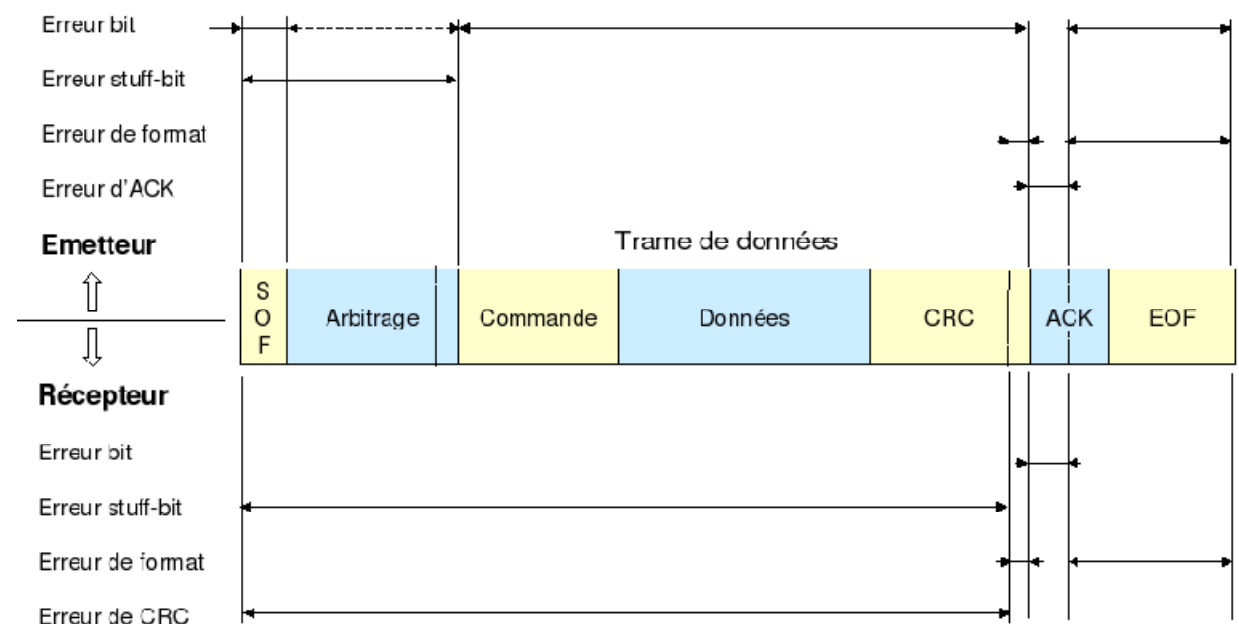 Erreur bit
Erreur stuff-bit
Erreur de format
Erreur d'ACK
Emetteur
Trame de données
SOF
Arbitrage
Commande
Données
CRC
ACK
EOF
Récepteur
Erreur bit
Erreur stuff-bit
Erreur de format
Erreur de CRC